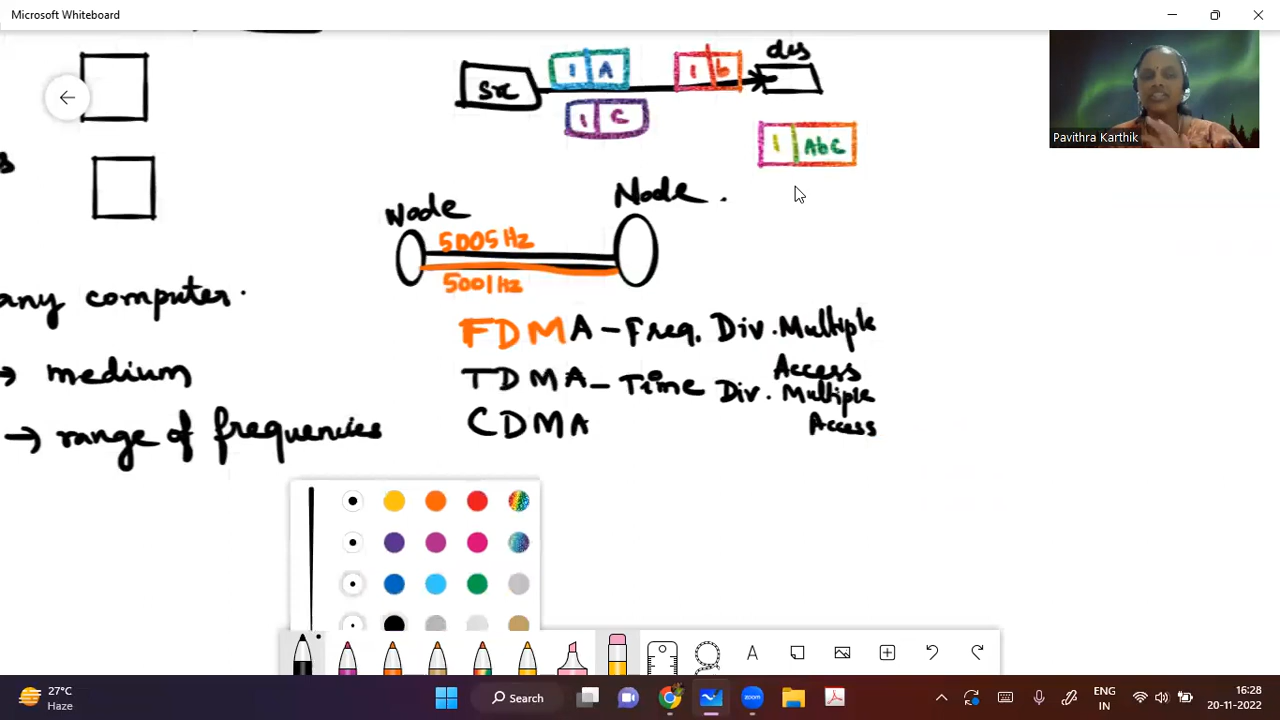 Microsoft Whiteboard
Src
1 A
1 b
des
1 C
1 AbC
Pavithra Karthik
s
Node
Node .
5005 Hz
5001 Hz
any computer.
FDMA - Freq. Div. Multiple
Access
→ medium
TDMA - Time Div. Multiple
Access
CDMA
→ range of frequencies
A
27°C
Haze
Search
zoom
ENG
IN
16:28
20-11-2022